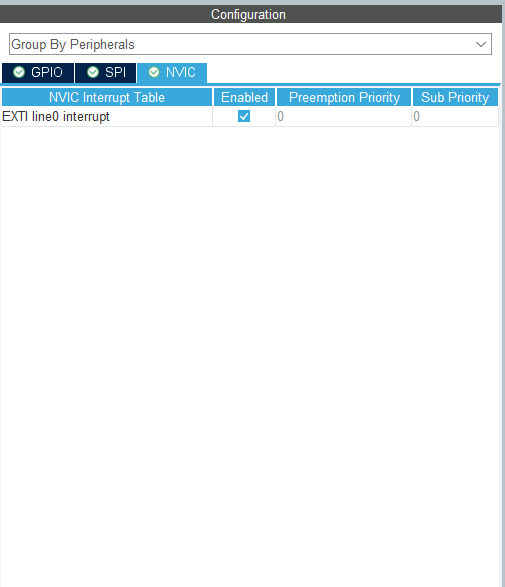 Configuration
Group By Peripherals
GPIO SPI NVIC
NVIC Interrupt Table Enabled Preemption Priority Sub Priority
EXTI line0 interrupt 0 0